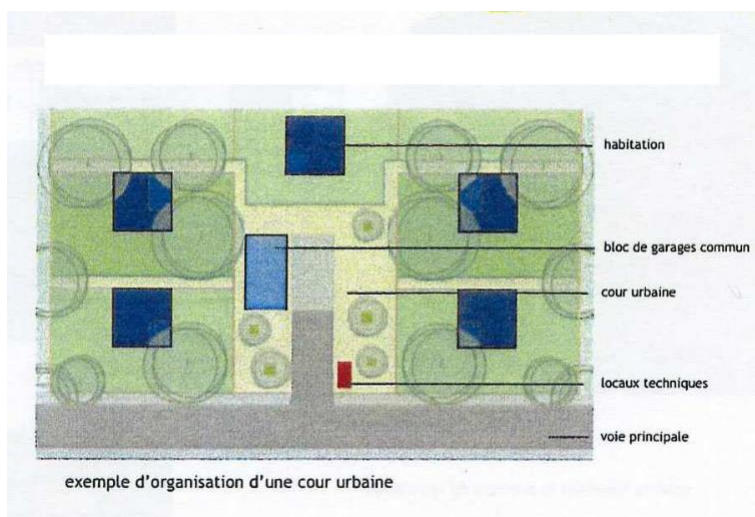 habitation
bloc de garages commun
cour urbaine
locaux techniques
voie principale
exemple d'organisation d'une cour urbaine